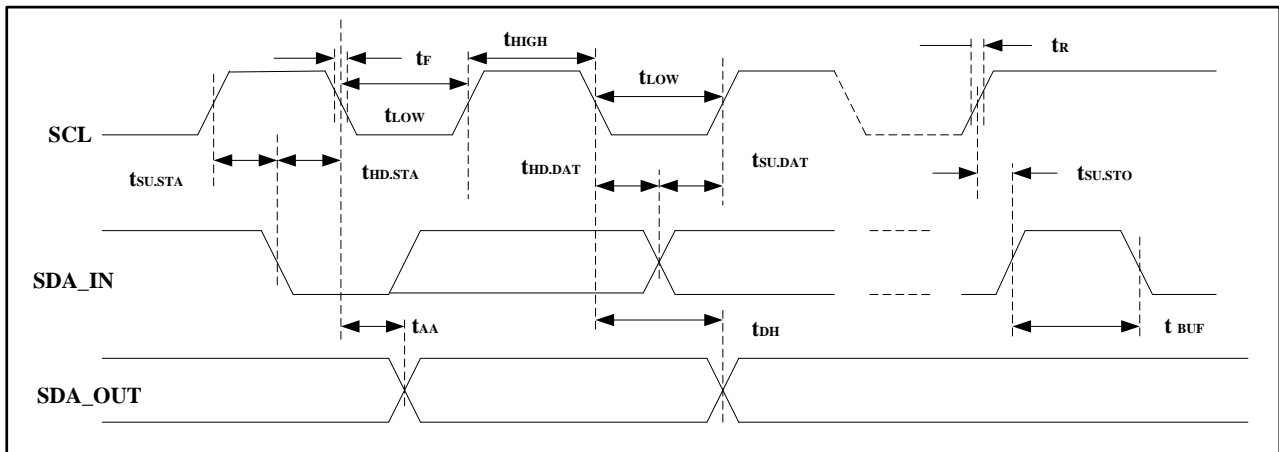 tF
tHIGH
tR
tLOW
tLOW
SCL
tSU.STA
tHD.STA
tHD.DAT
tSU.DAT
tSU.STO
SDA_IN
tAA
tDH
t BUF
SDA_OUT